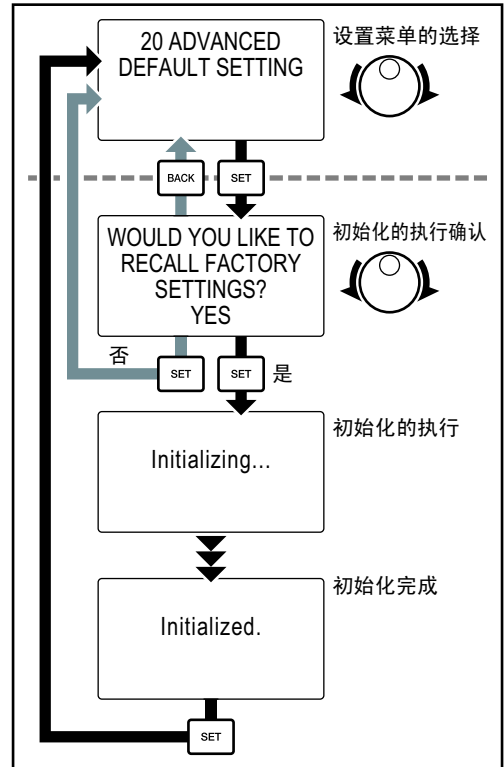 20 ADVANCED
DEFAULT SETTING
设置菜单的选择
BACK
SET
WOULD YOU LIKE TO
RECALL FACTORY
SETTINGS?
YES
初始化的执行确认
否
SET
SET
是
Initializing...
初始化的执行
Initialized.
初始化完成
SET